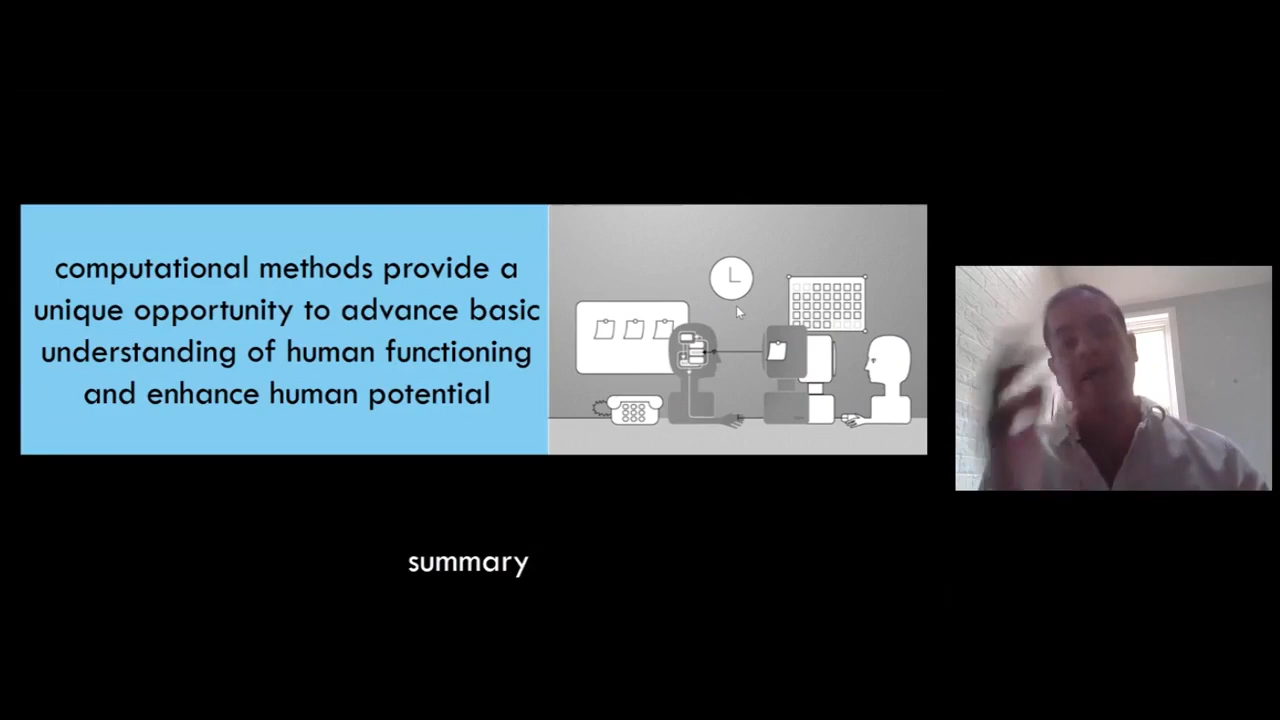 computational methods provide a
unique opportunity to advance basic
understanding of human functioning
and enhance human potential
summary